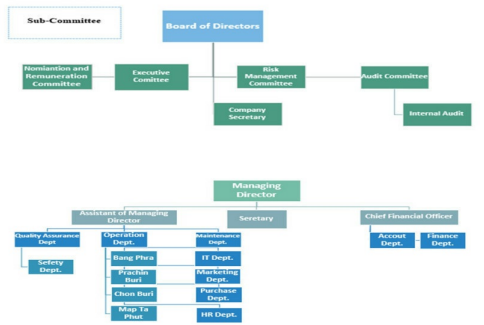 Sub-Committee
Board of Directors
Nomiantion and
Remuneration
Committee
Executive
Comittee
Risk
Management
Committee
Audit Committee
Company
Secretary
Internal Audit
Managing
Director
Assistant of Managing
Director
Seretary
Chief Financial Officer
Quality Assurance
Dept
Operation
Dept.
Maintenance
Dept.
Accout
Dept.
Finance
Dept.
Sefety
Dept.
Bang Phra
IT Dept.
Prachin
Buri
Marketing
Dept.
Chon Buri
Purchase
Dept.
Map Ta
Phut
HR Dept.